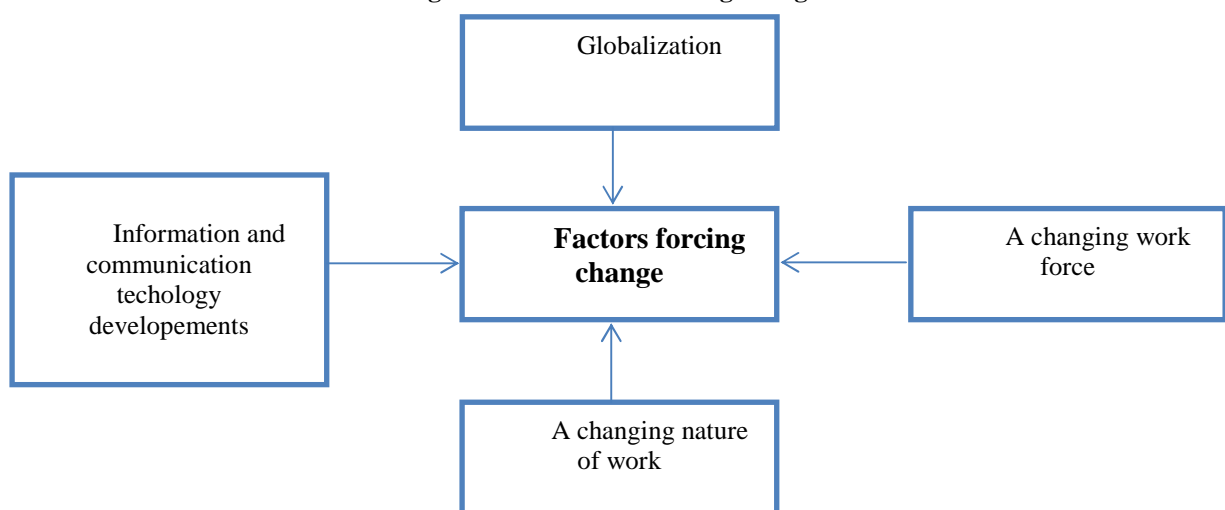 Globalization
Information and
communication
techology
developements
Factors forcing
change
A changing work
force
A changing nature
of work